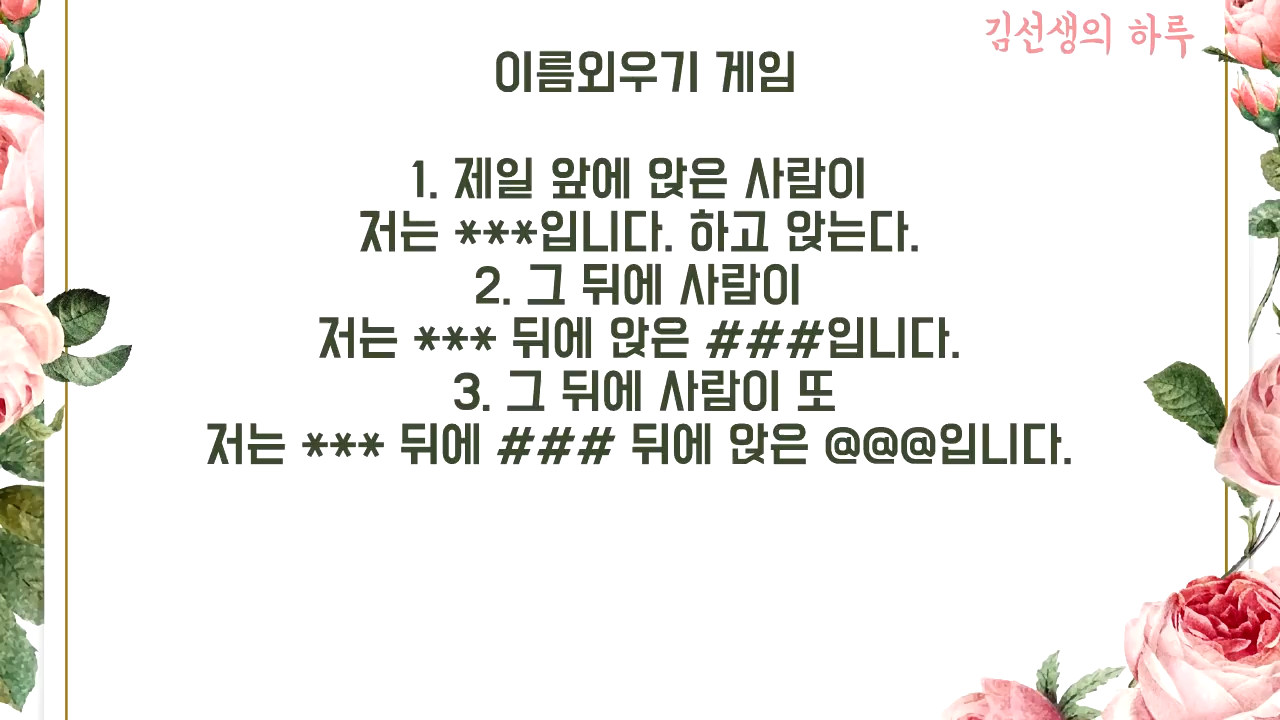 김선생의 하루
이름외우기 게임
1. 제일 앞에 앉은 사람이
저는 ***입니다. 하고 앉는다.
2. 그 뒤에 사람이
저는 *** 뒤에 앉은 ###입니다.
3. 그 뒤에 사람이 또
저는 *** 뒤에 ### 뒤에 앉은 @@@입니다.